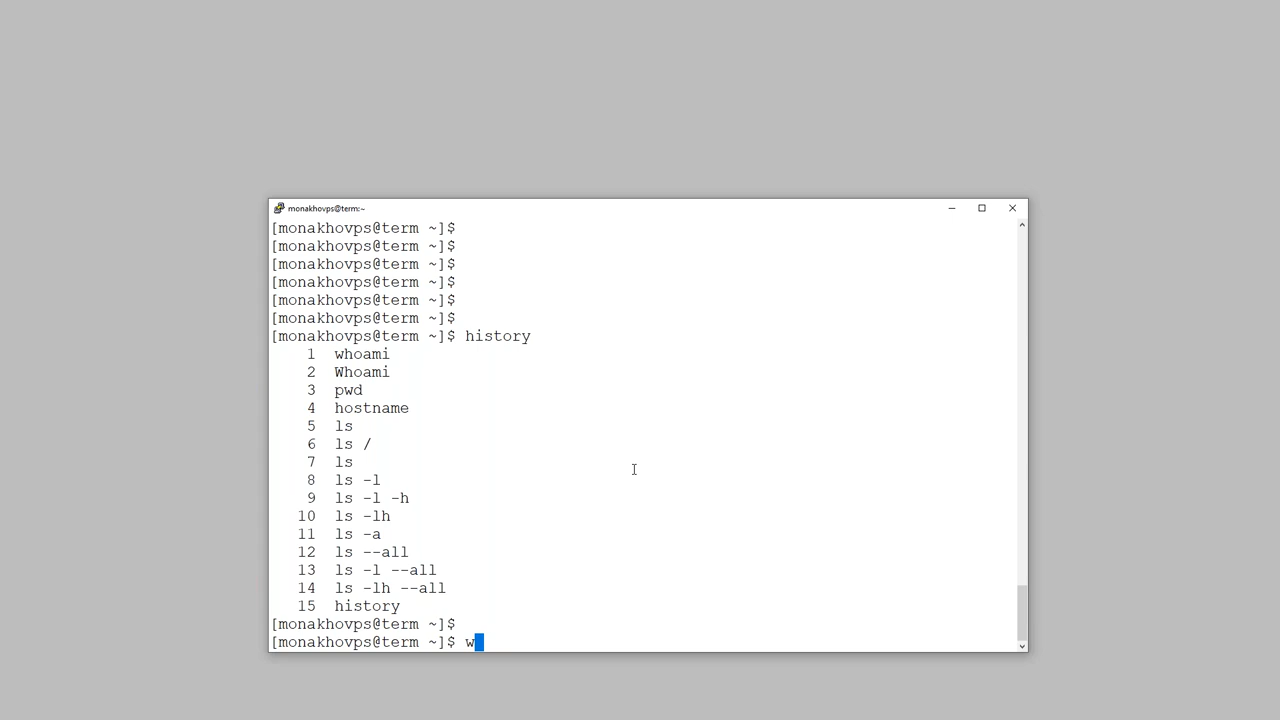 monakhovps@term:~
[monakhovps@term ~]$
[monakhovps@term ~]$
[monakhovps@term ~]$
[monakhovps@term ~]$
[monakhovps@term ~]$
[monakhovps@term ~]$
[monakhovps@term ~]$ history
1 whoami
2 Whoami
3 pwd
4 hostname
5 ls
6 ls /
7 ls
8 ls -l
9 ls -l -h
10 ls -lh
11 ls -a
12 ls --all
13 ls -l --all
14 ls -lh --all
15 history
[monakhovps@term ~]$
[monakhovps@term ~]$ w